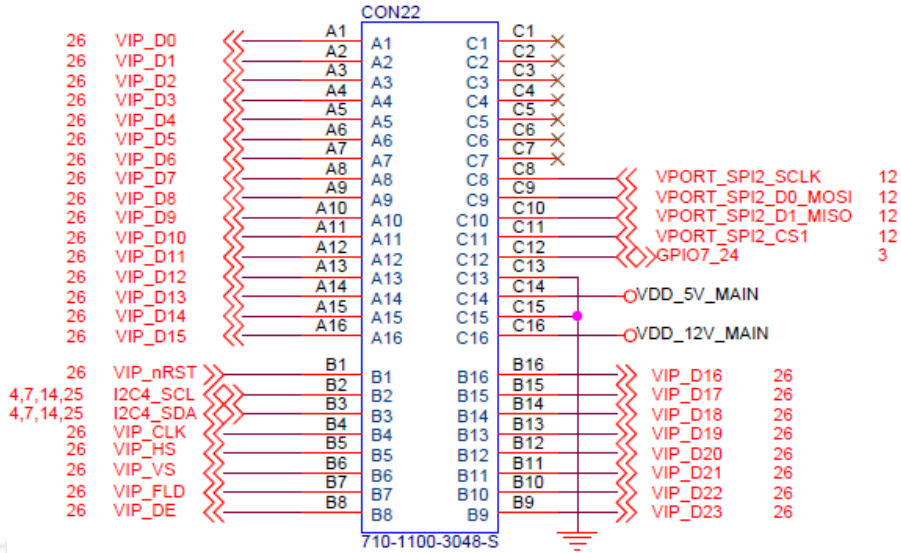 CON22
26 VIP_D0 A1 A1 C1 C1
26 VIP_D1 A2 A2 C2 C2
26 VIP_D2 A3 A3 C3 C3
26 VIP_D3 A4 A4 C4 C4
26 VIP_D4 A5 A5 C5 C5
26 VIP_D5 A6 A6 C6 C6
26 VIP_D6 A7 A7 C7 C7
26 VIP_D7 A8 A8 C8 C8 VPORT_SPI2_SCLK 12
26 VIP_D8 A9 A9 C9 C9 VPORT_SPI2_D0_MOSI 12
26 VIP_D9 A10 A10 C10 C10 VPORT_SPI2_D1_MISO 12
26 VIP_D10 A11 A11 C11 C11 VPORT_SPI2_CS1 12
26 VIP_D11 A12 A12 C12 C12 GPIO7_24 3
26 VIP_D12 A13 A13 C13 C13
26 VIP_D13 A14 A14 C14 C14 VDD_5V_MAIN
26 VIP_D14 A15 A15 C15 C15
26 VIP_D15 A16 A16 C16 C16 VDD_12V_MAIN
26 VIP_nRST B1 B1 B16 B16 VIP_D16 26
4,7,14,25 I2C4_SCL B2 B2 B15 B15 VIP_D17 26
4,7,14,25 I2C4_SDA B3 B3 B14 B14 VIP_D18 26
26 VIP_CLK B4 B4 B13 B13 VIP_D19 26
26 VIP_HS B5 B5 B12 B12 VIP_D20 26
26 VIP_VS B6 B6 B11 B11 VIP_D21 26
26 VIP_FLD B7 B7 B10 B10 VIP_D22 26
26 VIP_DE B8 B8 B9 B9 VIP_D23 26
710-1100-3048-S